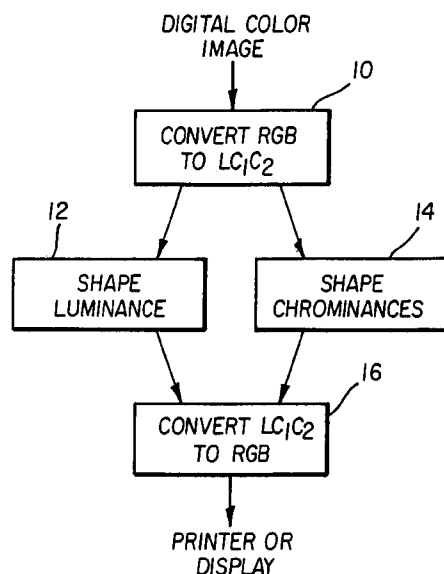 DIGITAL COLOR
IMAGE
10
CONVERT RGB
TO LC₁C₂
12
SHAPE
LUMINANCE
14
SHAPE
CHROMINANCES
16
CONVERT LC₁C₂
TO RGB
PRINTER OR
DISPLAY